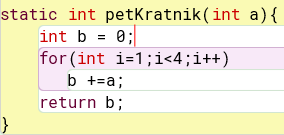 static int petKratnik(int a){
int b = 0;
for(int i=1;i<4;i++)
b +=a;
return b;
}